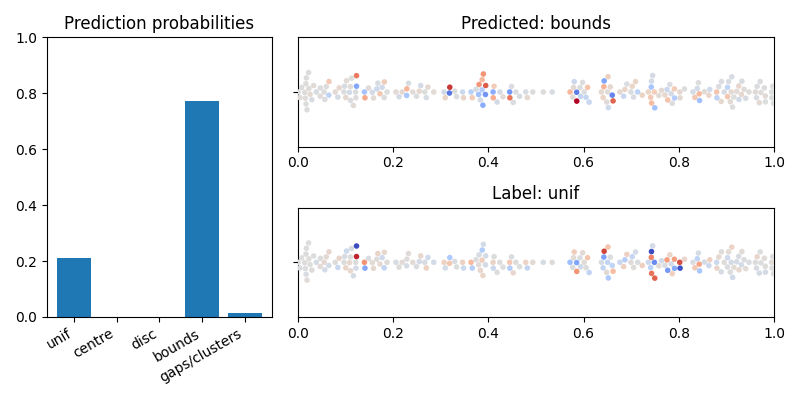 Prediction probabilities
1.0
0.8
0.6
0.4
0.2
0.0
unif
centre
disc
bounds
gaps/clusters
Predicted: bounds
0.0 0.2 0.4 0.6 0.8 1.0
Label: unif
0.0 0.2 0.4 0.6 0.8 1.0